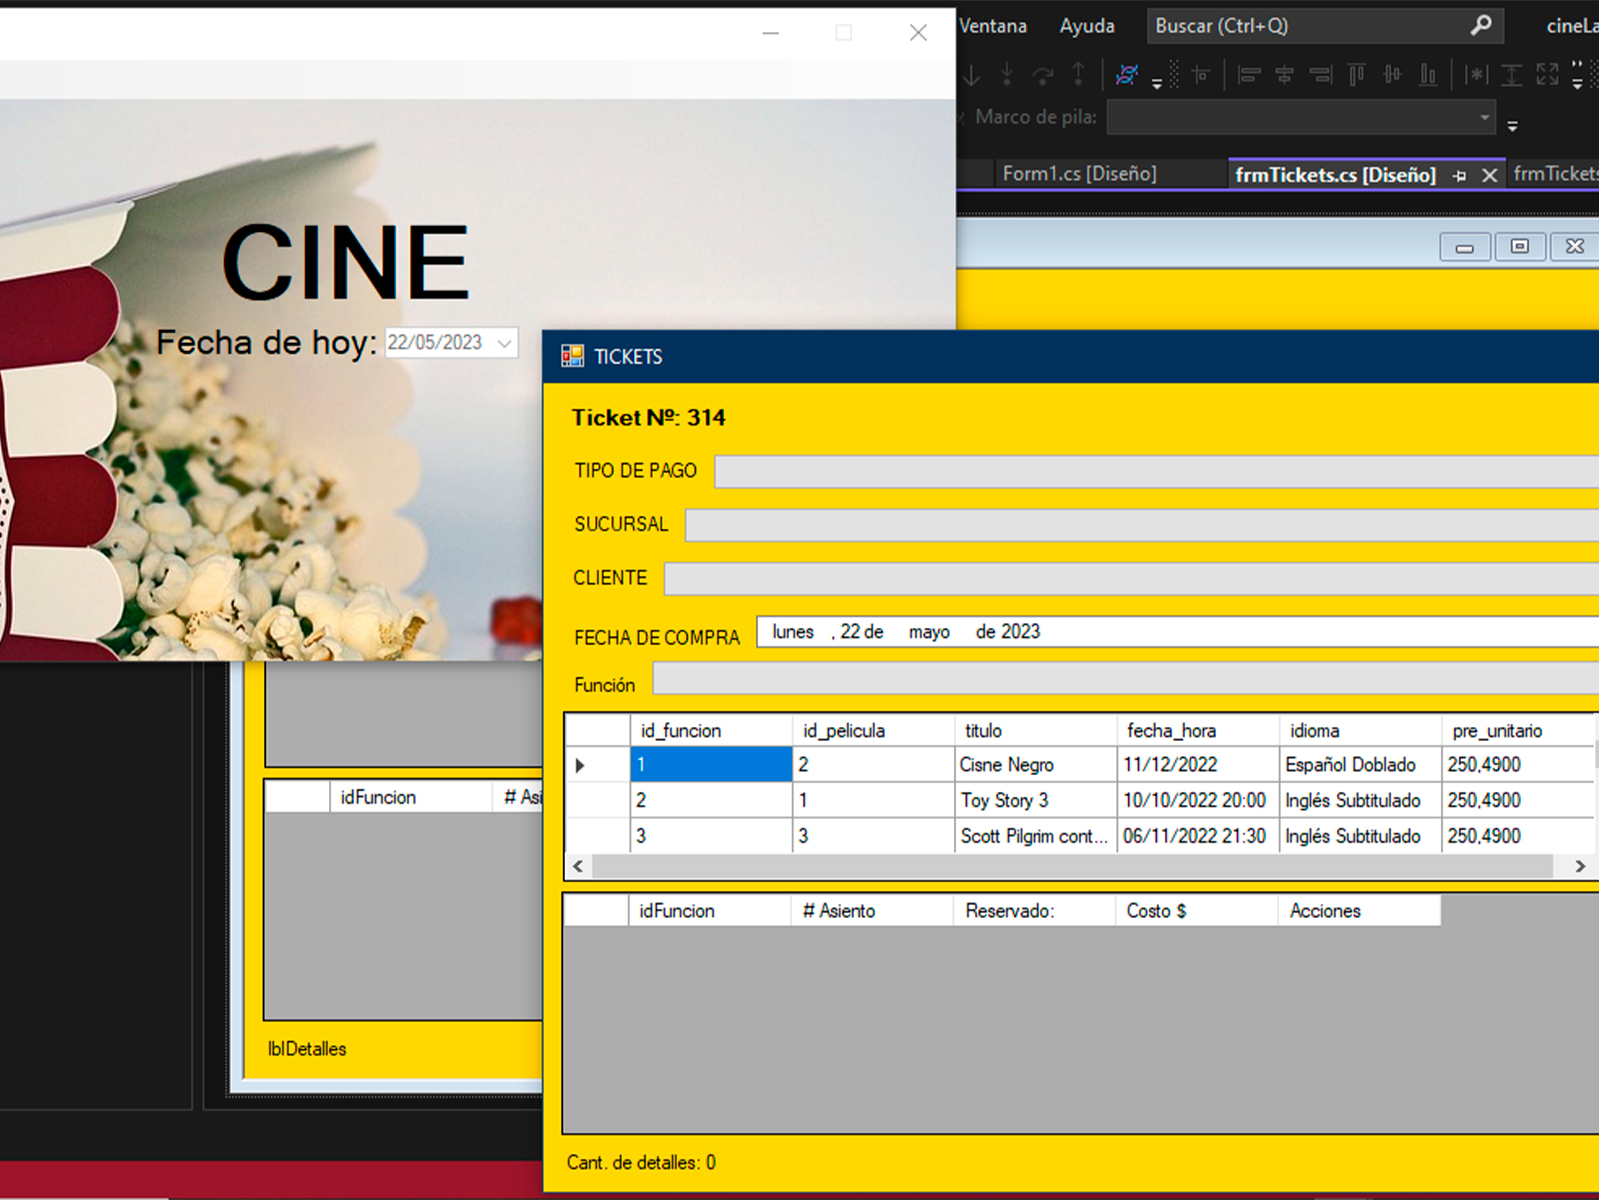 Ventana Ayuda Buscar (Ctrl+Q)
Marco de pila:
Form1.cs [Diseño] frmTickets.cs [Diseño]
CINE
Fecha de hoy: 22/05/2023
TICKETS
Ticket Nº: 314
TIPO DE PAGO
SUCURSAL
CLIENTE
FECHA DE COMPRA lunes , 22 de mayo de 2023
Función
id_funcion id_pelicula titulo fecha_hora idioma pre_unitario
1 2 Cisne Negro 11/12/2022 Español Doblado 250,4900
2 1 Toy Story 3 10/10/2022 20:00 Inglés Subtitulado 250,4900
3 3 Scott Pilgrim cont... 06/11/2022 21:30 Inglés Subtitulado 250,4900
idFuncion # Asiento Reservado: Costo $ Acciones
Cant. de detalles: 0
idFuncion # Asi
lblDetalles